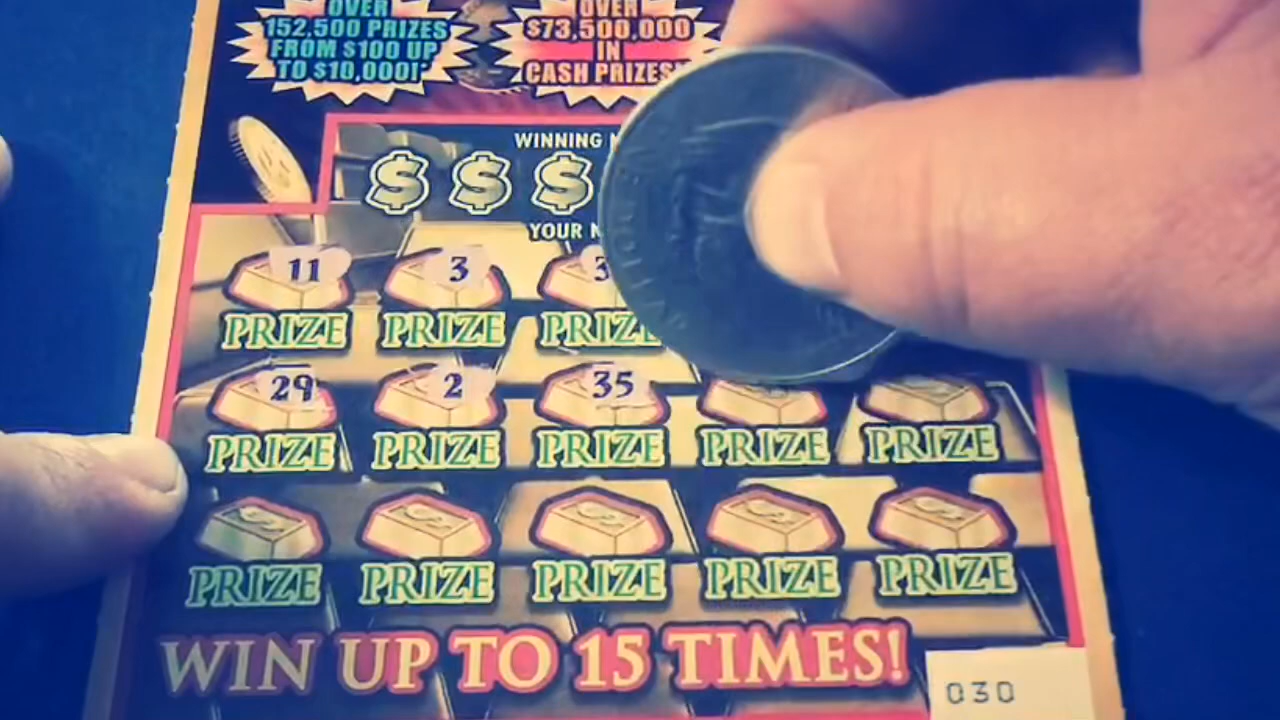 OVER
152,500 PRIZES
FROM $100 UP
TO $10,000!
OVER
$73,500,000
IN
CASH PRIZES
WINNING
$ $ $
YOUR
11 3
PRIZE PRIZE PRIZE
29 2 35
PRIZE PRIZE PRIZE PRIZE PRIZE
PRIZE PRIZE PRIZE PRIZE PRIZE
WIN UP TO 15 TIMES!
030